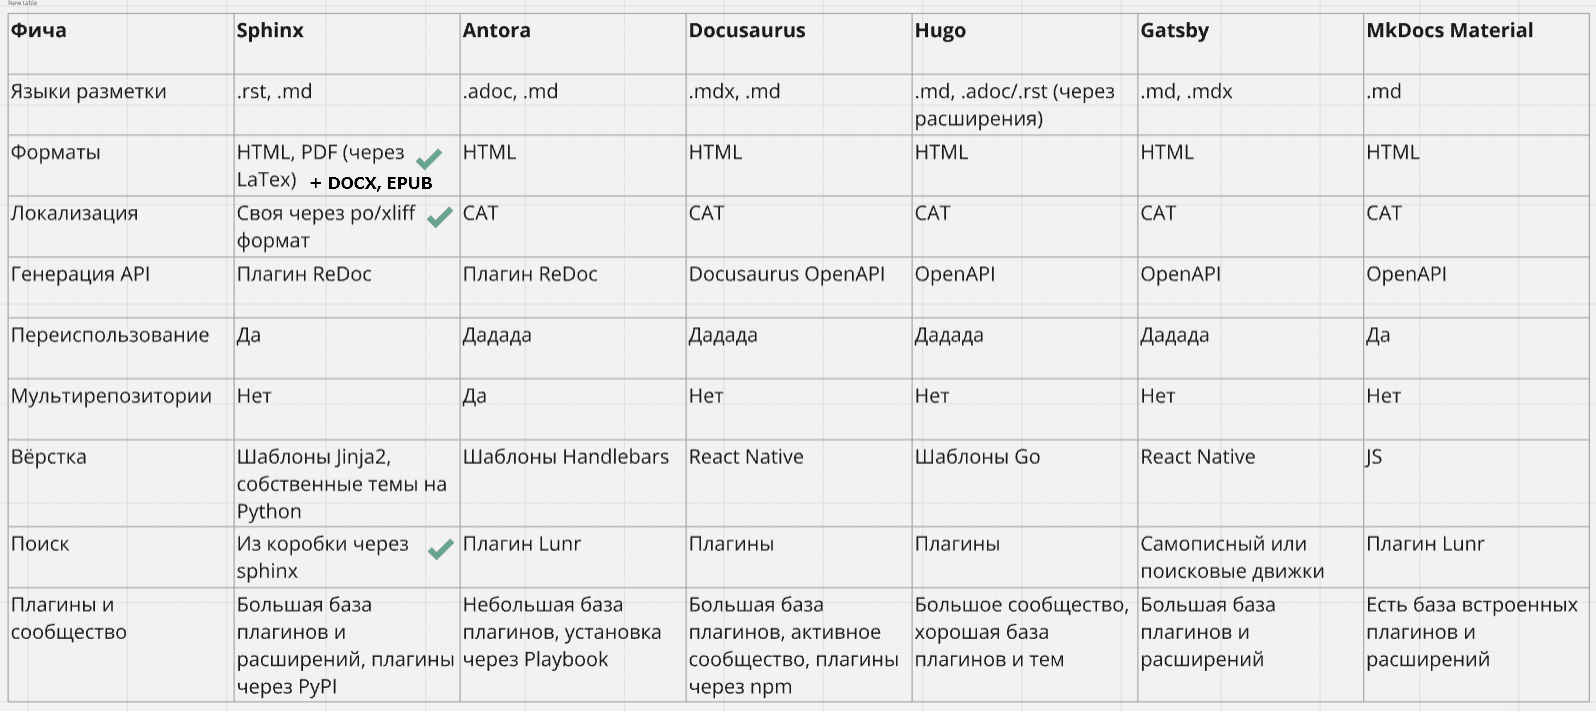 New table
Фича Sphinx Antora Docusaurus Hugo Gatsby MkDocs Material
Языки разметки .rst, .md .adoc, .md .mdx, .md .md, .adoc/.rst (через .md, .mdx .md
расширения)
Форматы HTML, PDF (через HTML HTML HTML HTML HTML
LaTex) + DOCX, EPUB
Локализация Своя через po/xliff CAT CAT CAT CAT CAT
формат
Генерация API Плагин ReDoc Плагин ReDoc Docusaurus OpenAPI OpenAPI OpenAPI OpenAPI
Переиспользование Да Дадада Дадада Дадада Дадада Да
Мультирепозитории Нет Да Нет Нет Нет Нет
Вёрстка Шаблоны Jinja2, Шаблоны Handlebars React Native Шаблоны Go React Native JS
собственные темы на
Python
Поиск Из коробки через Плагин Lunr Плагины Плагины Самописный или Плагин Lunr
sphinx поисковые движки
Плагины и Большая база Небольшая база Большая база Большое сообщество, Большая база Есть база встроенных
сообщество плагинов и плагинов, установка плагинов, активное хорошая база плагинов и плагинов и
расширений, плагины через Playbook сообщество, плагины плагинов и тем расширений расширений
через PyPI через npm